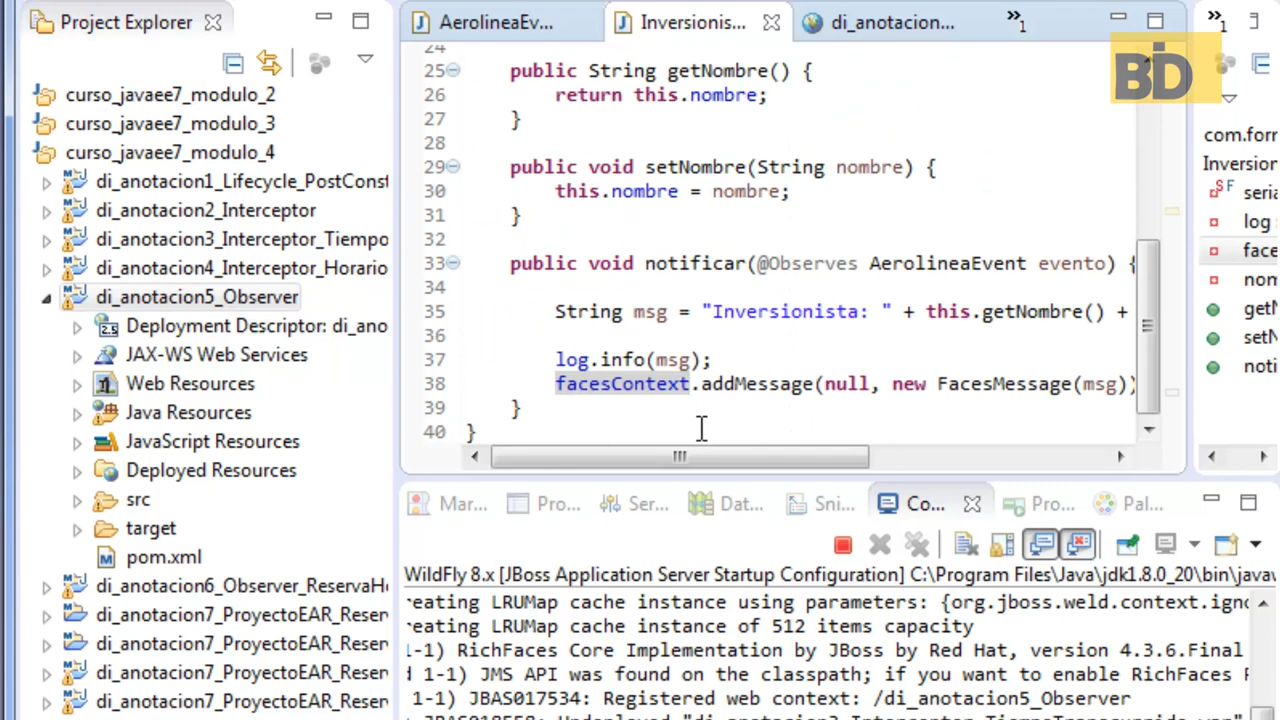 Project Explorer
curso_javaee7_modulo_2
curso_javaee7_modulo_3
curso_javaee7_modulo_4
di_anotacion1_Lifecycle_PostConst
di_anotacion2_Interceptor
di_anotacion3_Interceptor_Tiempo
di_anotacion4_Interceptor_Horario
di_anotacion5_Observer
Deployment Descriptor: di_ano
JAX-WS Web Services
Web Resources
Java Resources
JavaScript Resources
Deployed Resources
src
target
pom.xml
di_anotacion6_Observer_ReservaHo
di_anotacion7_ProyectoEAR_Reser
di_anotacion7_ProyectoEAR_Reser
di_anotacion7_ProyectoEAR_Reser
di_anotacion7_ProyectoEAR_Reser
AerolineaEv... Inversionis... di_anotacion... »1
24
25 public String getNombre() {
26 return this.nombre;
27 }
28
29 public void setNombre(String nombre) {
30 this.nombre = nombre;
31 }
32
33 public void notificar(@Observes AerolineaEvent evento) {
34
35 String msg = "Inversionista: " + this.getNombre() +
36
37 log.info(msg);
38 facesContext.addMessage(null, new FacesMessage(msg))
39 }
40 }
»1
BD
com.form
Inversion
seria
log
face
nom
getN
setN
noti
Mar... Pro... Ser... Dat... Sni... Co... Pro... Pal...
WildFly 8.x [JBoss Application Server Startup Configuration] C:\Program Files\Java\jdk1.8.0_20\bin\javaw
reating LRUMap cache instance using parameters: {org.jboss.weld.context.igno
reating LRUMap cache instance of 512 items capacity
1-1) RichFaces Core Implementation by JBoss by Red Hat, version 4.3.6.Final
1-1) JMS API was found on the classpath; if you want to enable RichFaces P
1-1) JBAS017534: Registered web context: /di_anotacion5_Observer